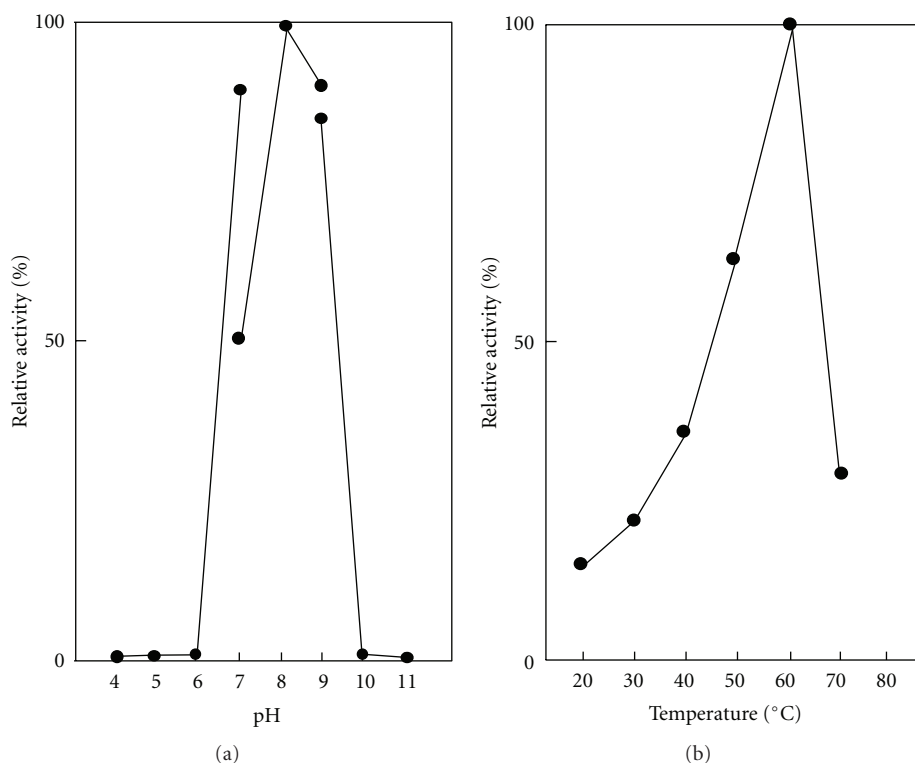 100
50
0
Relative activity (%)
4 5 6 7 8 9 10 11
pH
(a)
100
50
0
Relative activity (%)
20 30 40 50 60 70 80
Temperature (°C)
(b)